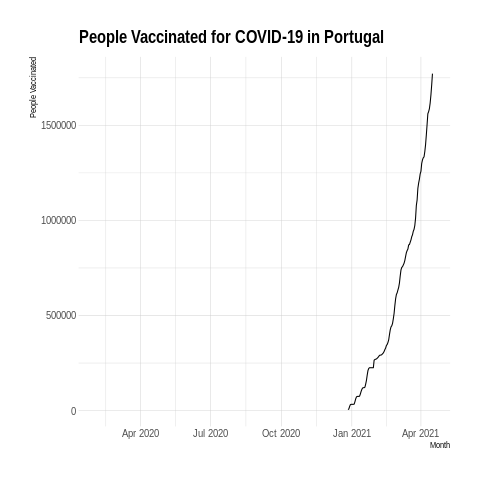 People Vaccinated for COVID-19 in Portugal
People Vaccinated
1500000
1000000
500000
0
Apr 2020 Jul 2020 Oct 2020 Jan 2021 Apr 2021
Month